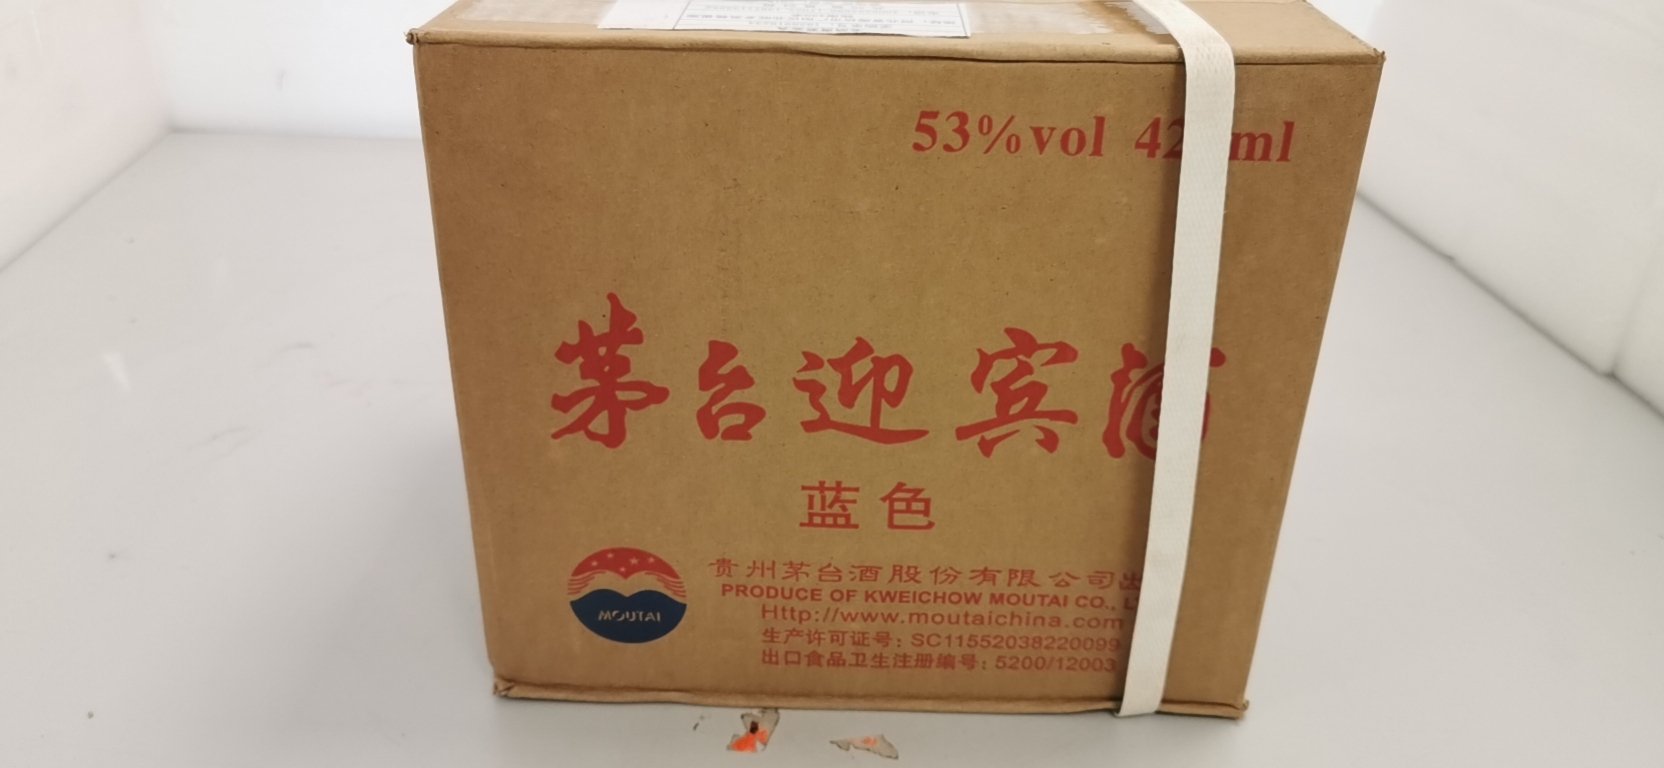 53%vol 42 ml
茅台迎宾酒
蓝色
MOUTAI
贵州茅台酒股份有限公司出
PRODUCE OF KWEICHOW MOUTAI CO., L
Http://www.moutaichina.com
生产许可证号: SC11552038220099
出口食品卫生注册编号: 5200/12003